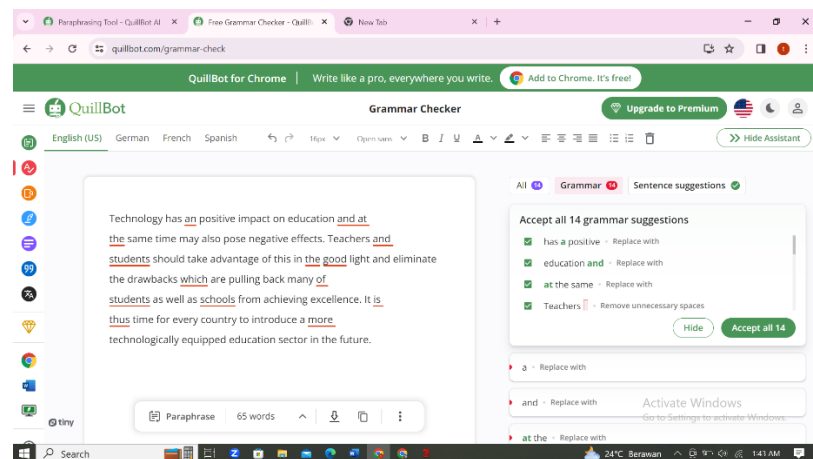 Paraphrasing Tool - QuillBot AI
Free Grammar Checker - QuillB
New Tab
quillbot.com/grammar-check
QuillBot for Chrome | Write like a pro, everywhere you write. Add to Chrome. It's free!
QuillBot
Grammar Checker
Upgrade to Premium
English (US) German French Spanish 16px Open sans B I U A Hide Assistant
All 14 Grammar 14 Sentence suggestions
Technology has an positive impact on education and at
the same time may also pose negative effects. Teachers and
students should take advantage of this in the good light and eliminate
the drawbacks which are pulling back many of
students as well as schools from achieving excellence. It is
thus time for every country to introduce a more
technologically equipped education sector in the future.
Accept all 14 grammar suggestions
has a positive - Replace with
education and - Replace with
at the same - Replace with
Teachers - Remove unnecessary spaces
Hide Accept all 14
a - Replace with
and - Replace with
at the - Replace with
Activate Windows
Go to Settings to activate Windows.
tiny
Paraphrase 65 words
Search
24°C Berawan 1:41 AM